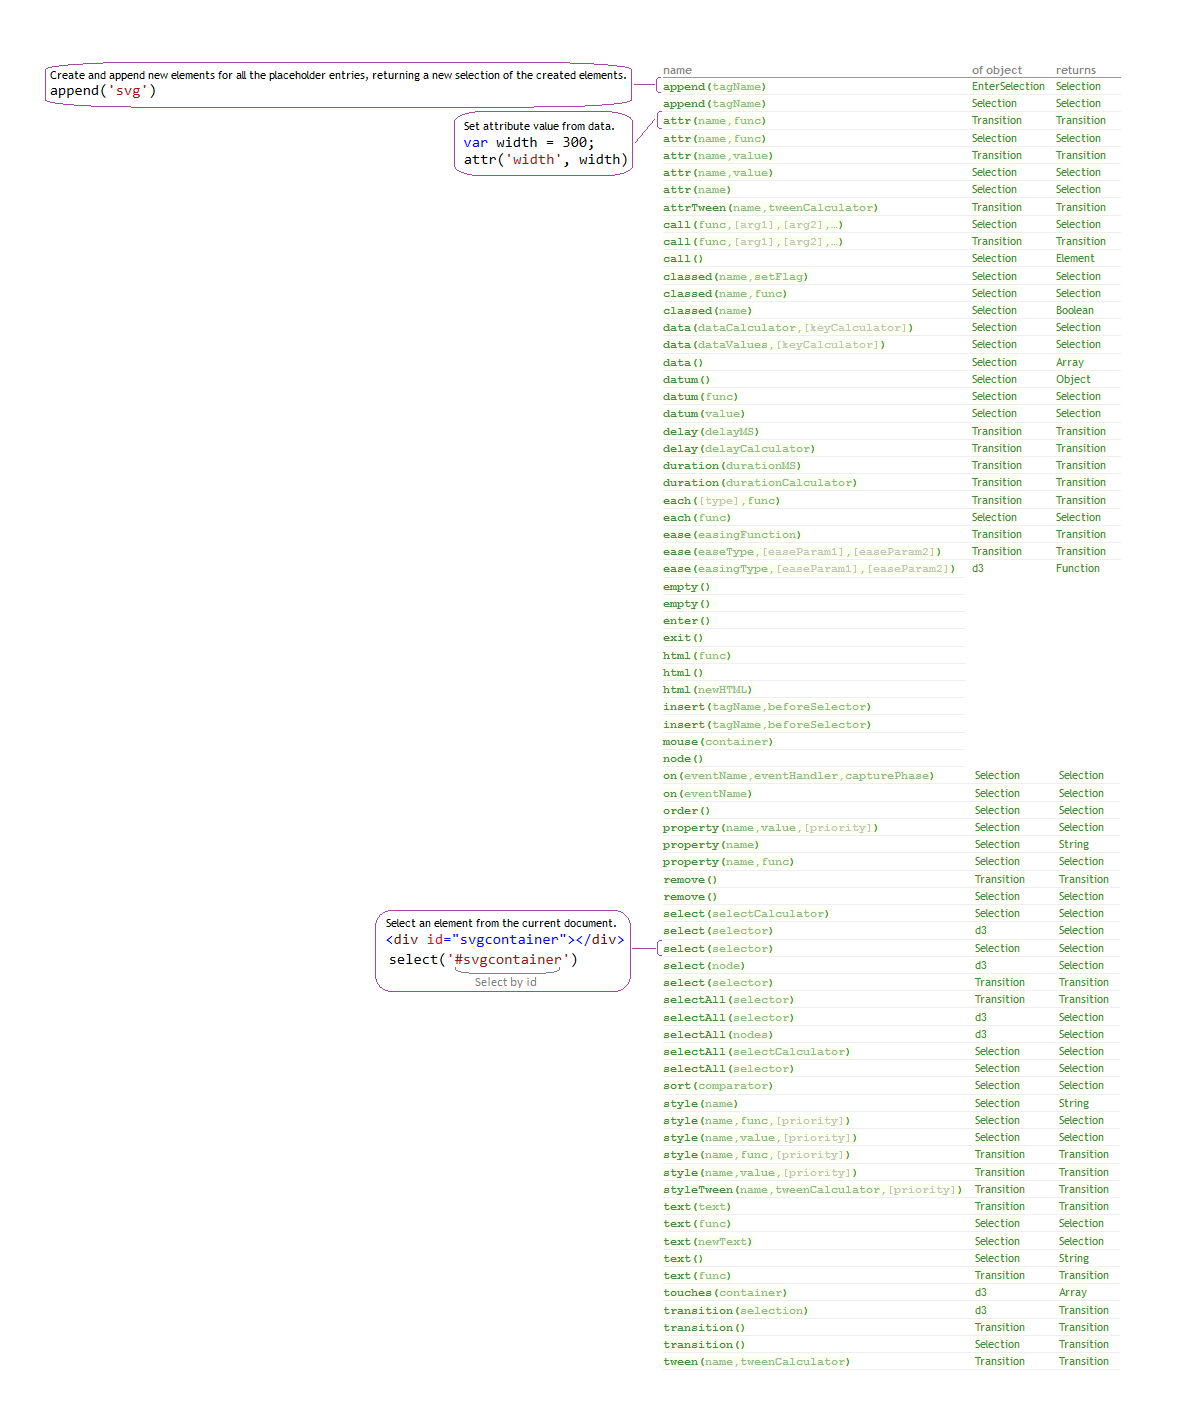 name of object returns
Create and append new elements for all the placeholder entries, returning a new selection of the created elements.
append('svg')
append(tagName) EnterSelection Selection
append(tagName) Selection Selection
Set attribute value from data.
var width = 300;
attr('width', width)
attr(name,func) Transition Transition
attr(name,func) Selection Selection
attr(name,value) Transition Transition
attr(name,value) Selection Selection
attr(name) Selection Selection
attrTween(name,tweenCalculator) Transition Transition
call(func,[arg1],[arg2],…) Selection Selection
call(func,[arg1],[arg2],…) Transition Transition
call() Selection Element
classed(name,setFlag) Selection Selection
classed(name,func) Selection Selection
classed(name) Selection Boolean
data(dataCalculator,[keyCalculator]) Selection Selection
data(dataValues,[keyCalculator]) Selection Selection
data() Selection Array
datum() Selection Object
datum(func) Selection Selection
datum(value) Selection Selection
delay(delayMS) Transition Transition
delay(delayCalculator) Transition Transition
duration(durationMS) Transition Transition
duration(durationCalculator) Transition Transition
each([type],func) Transition Transition
each(func) Selection Selection
ease(easingFunction) Transition Transition
ease(easeType,[easeParam1],[easeParam2]) Transition Transition
ease(easingType,[easeParam1],[easeParam2]) d3 Function
empty()
empty()
enter()
exit()
html(func)
html()
html(newHTML)
insert(tagName,beforeSelector)
insert(tagName,beforeSelector)
mouse(container)
node()
on(eventName,eventHandler,capturePhase) Selection Selection
on(eventName) Selection Selection
order() Selection Selection
property(name,value,[priority]) Selection Selection
property(name) Selection String
property(name,func) Selection Selection
remove() Transition Transition
remove() Selection Selection
select(selectCalculator) Selection Selection
select(selector) d3 Selection
Select an element from the current document.
<div id="svgcontainer"></div>
select('#svgcontainer')
Select by id
select(selector) Selection Selection
select(node) d3 Selection
select(selector) Transition Transition
selectAll(selector) Transition Transition
selectAll(selector) d3 Selection
selectAll(nodes) d3 Selection
selectAll(selectCalculator) Selection Selection
selectAll(selector) Selection Selection
sort(comparator) Selection Selection
style(name) Selection String
style(name,func,[priority]) Selection Selection
style(name,value,[priority]) Selection Selection
style(name,func,[priority]) Transition Transition
style(name,value,[priority]) Transition Transition
styleTween(name,tweenCalculator,[priority]) Transition Transition
text(text) Transition Transition
text(func) Selection Selection
text(newText) Selection Selection
text() Selection String
text(func) Transition Transition
touches(container) d3 Array
transition(selection) d3 Transition
transition() Transition Transition
transition() Selection Transition
tween(name,tweenCalculator) Transition Transition